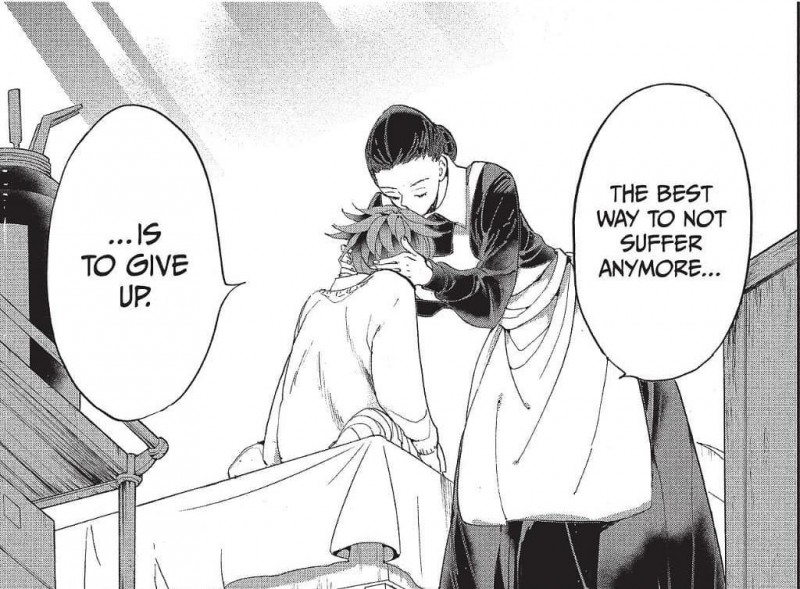 THE BEST
WAY TO NOT
SUFFER
ANYMORE...
...IS
TO GIVE
UP.